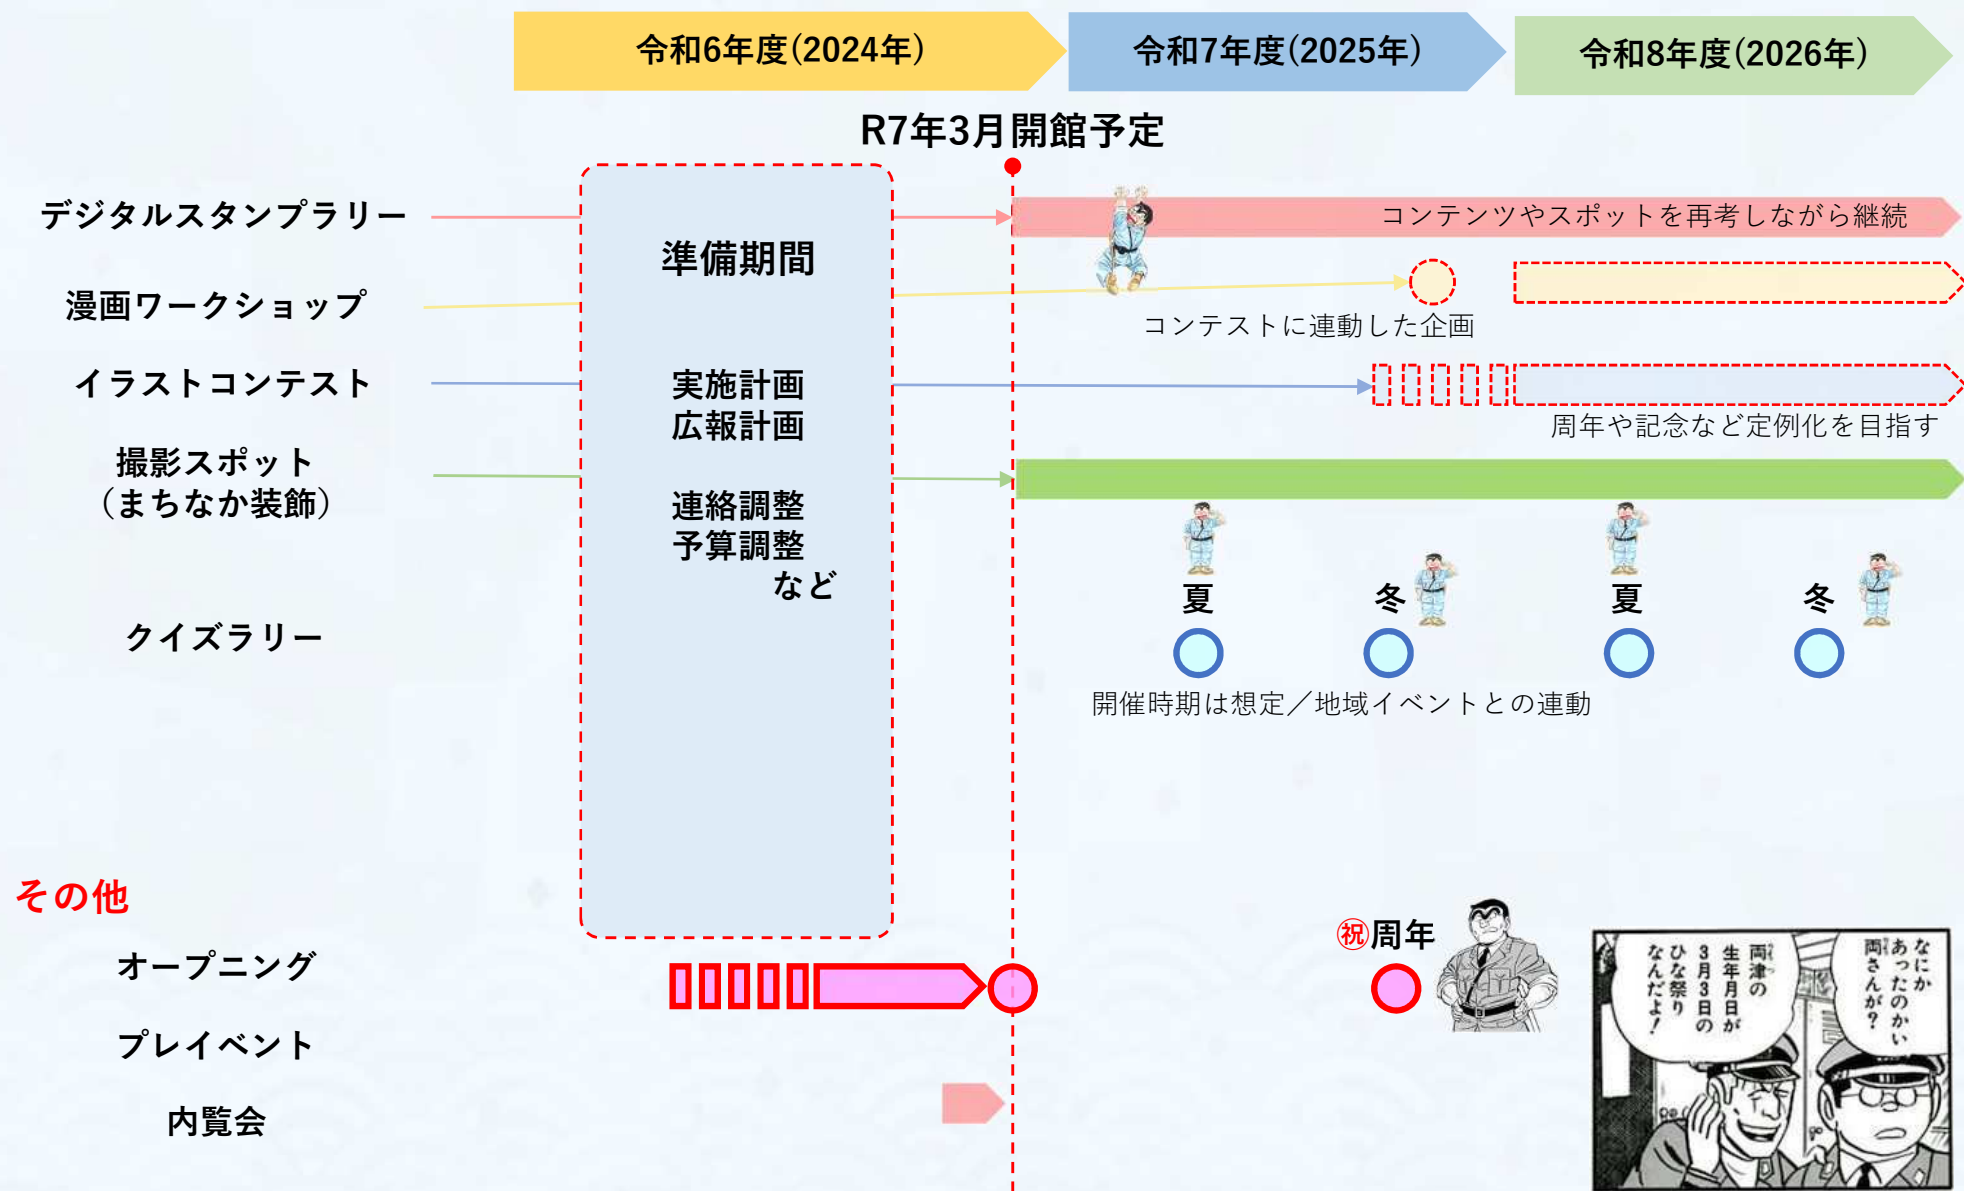 令和6年度(2024年)
令和7年度(2025年)
令和8年度(2026年)
R7年3月開館予定
デジタルスタンプラリー
コンテンツやスポットを再考しながら継続
準備期間
漫画ワークショップ
コンテストに連動した企画
イラストコンテスト
実施計画
広報計画
周年や記念など定例化を目指す
撮影スポット
（まちなか装飾）
連絡調整
予算調整
など
夏
冬
夏
冬
クイズラリー
開催時期は想定／地域イベントとの連動
その他
オープニング
㊗周年
プレイベント
内覧会
なにか
あったのかい
両さんが？
両津の
生年月日が
3月3日の
ひな祭り
なんだよ！